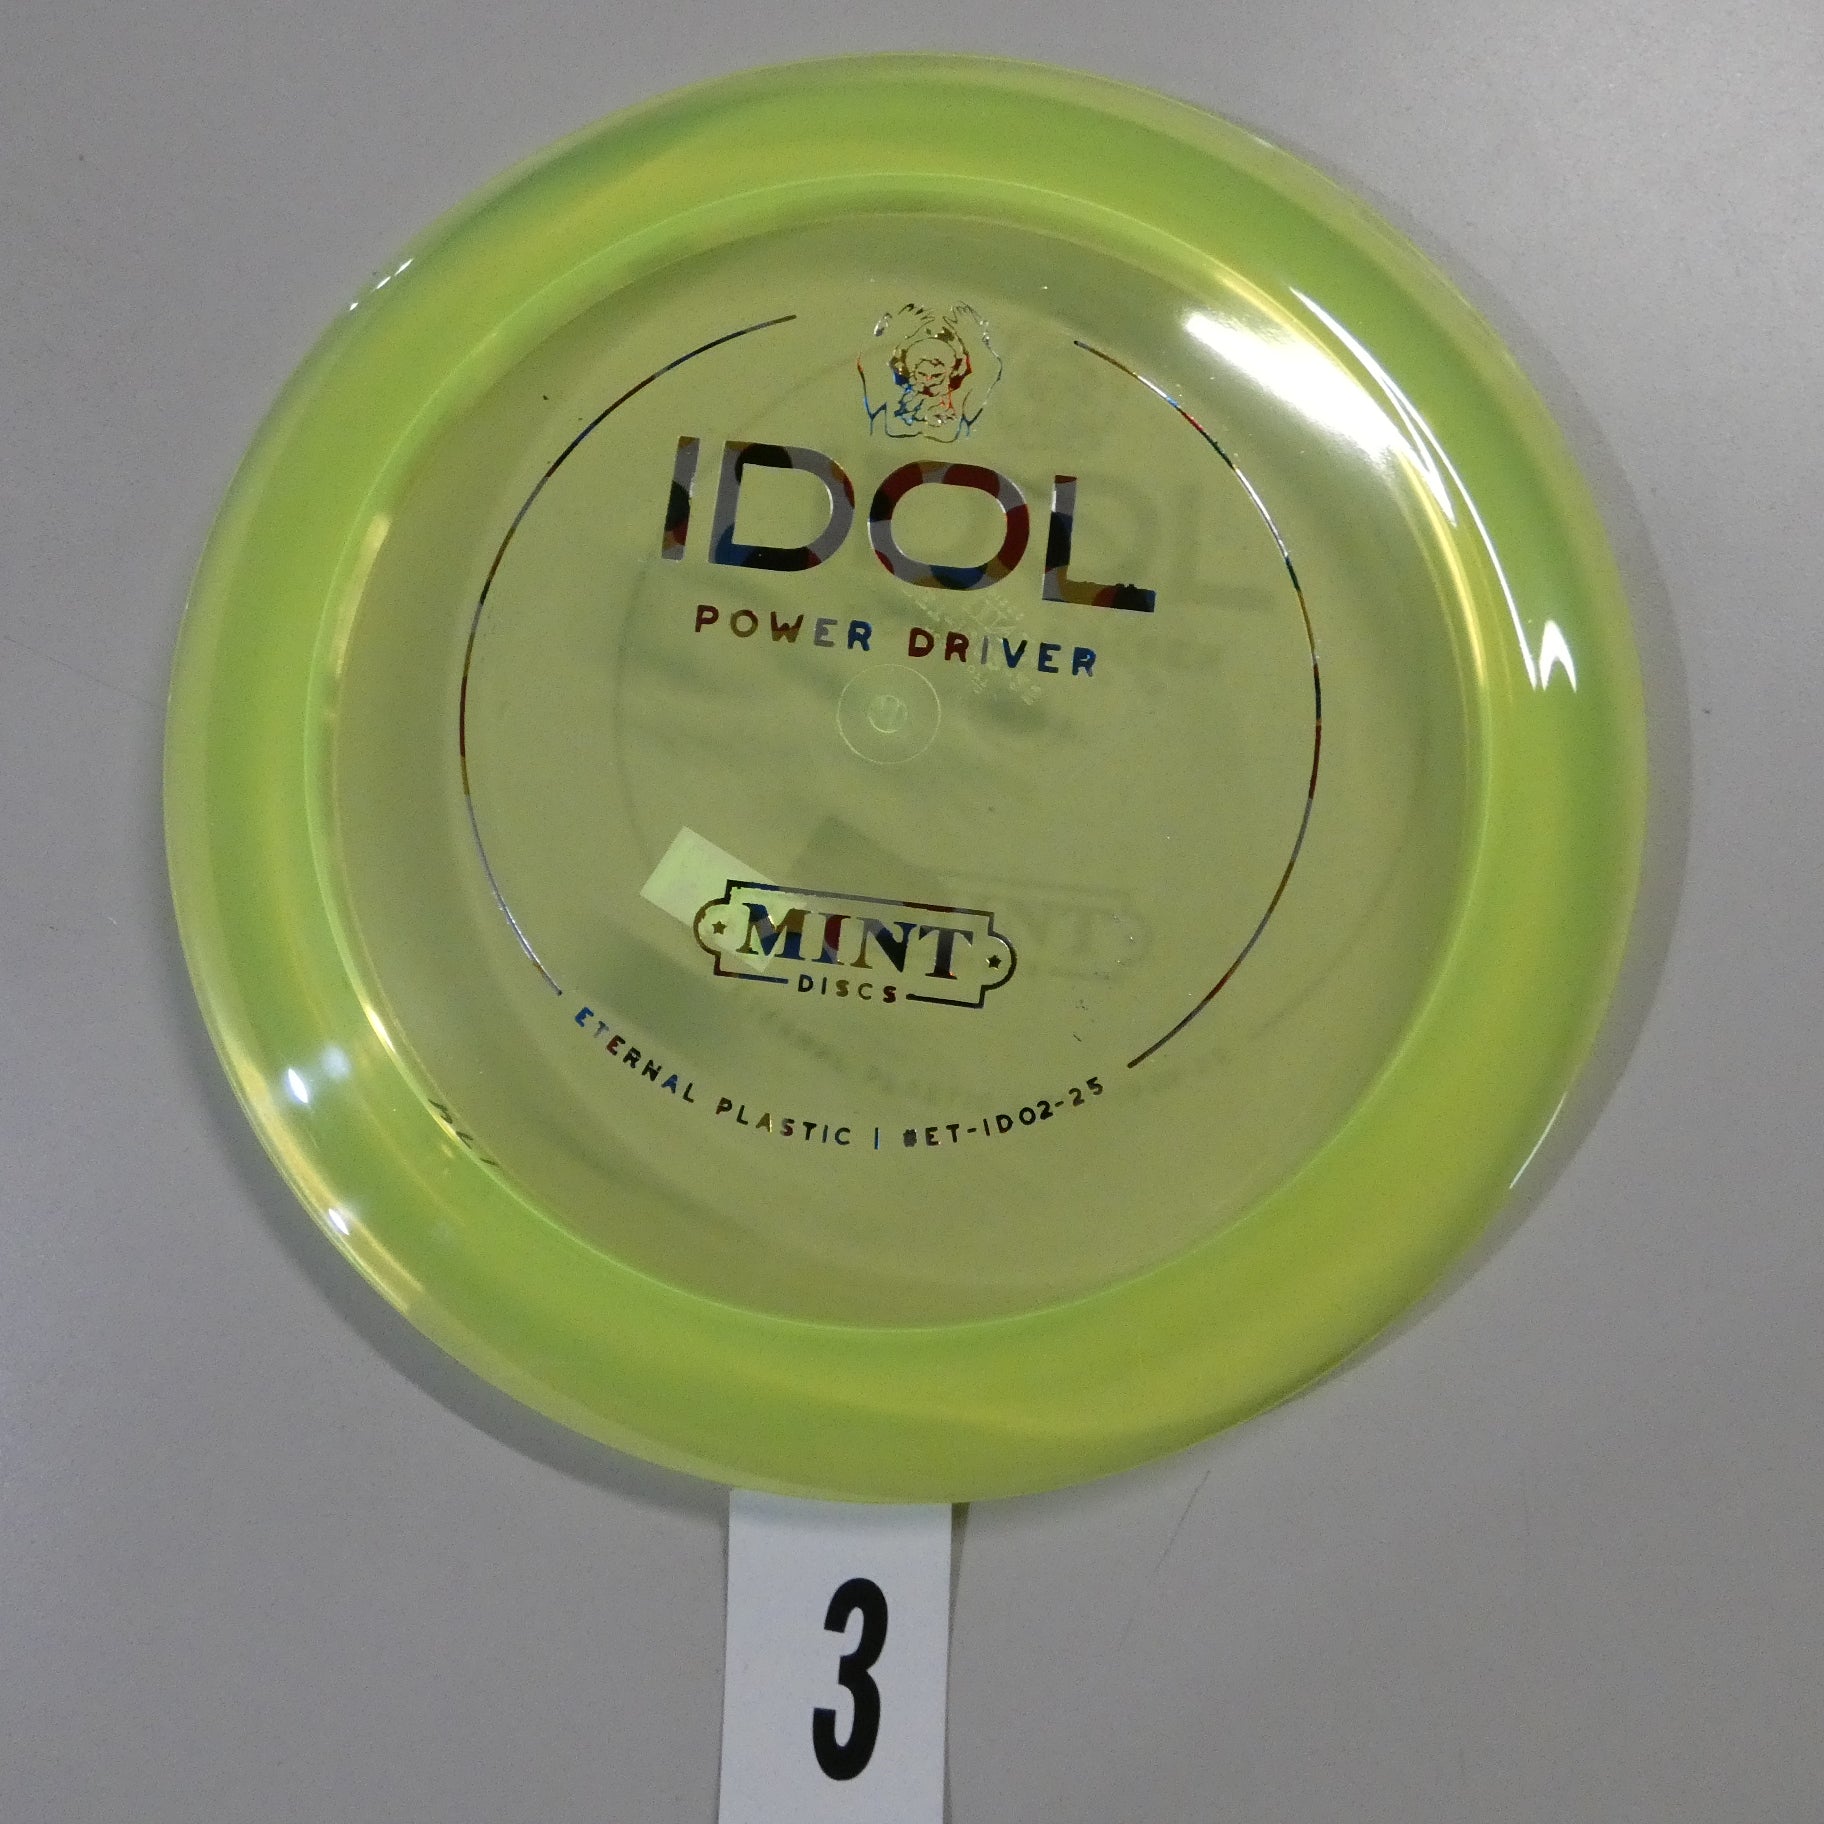 IDOL
POWER DRIVER
MINT
DISCS
ETERNAL PLASTIC | #ET-ID02-25
3